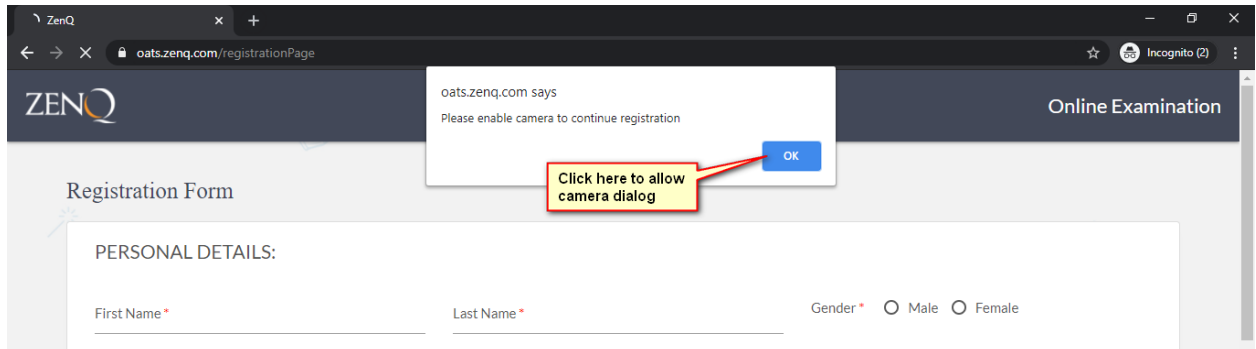 ZenQ
oats.zenq.com/registrationPage
Incognito (2)
ZENQ
Online Examination
oats.zenq.com says
Please enable camera to continue registration
OK
Click here to allow
camera dialog
Registration Form
PERSONAL DETAILS:
First Name *
Last Name *
Gender * Male Female